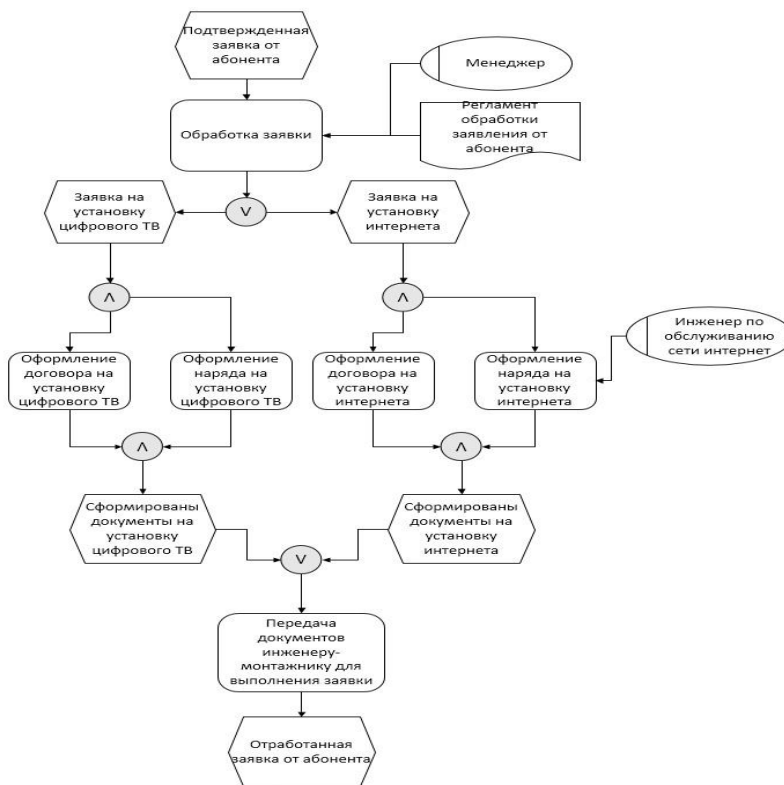 Подтвержденная
заявка от
абонента
Менеджер
Обработка заявки
Регламент
обработки
заявления от
абонента
Заявка на
установку
цифрового ТВ
V
Заявка на
установку
интернета
Λ
Λ
Оформление
договора на
установку
цифрового ТВ
Оформление
наряда на
установку
цифрового ТВ
Оформление
договора на
установку
интернета
Оформление
наряда на
установку
интернета
Инженер по
обслуживанию
сети интернет
Λ
Λ
Сформированы
документы на
установку
цифрового ТВ
Сформированы
документы на
установку
интернета
V
Передача
документов
инженеру-
монтажнику для
выполнения заявки
Отработанная
заявка от абонента